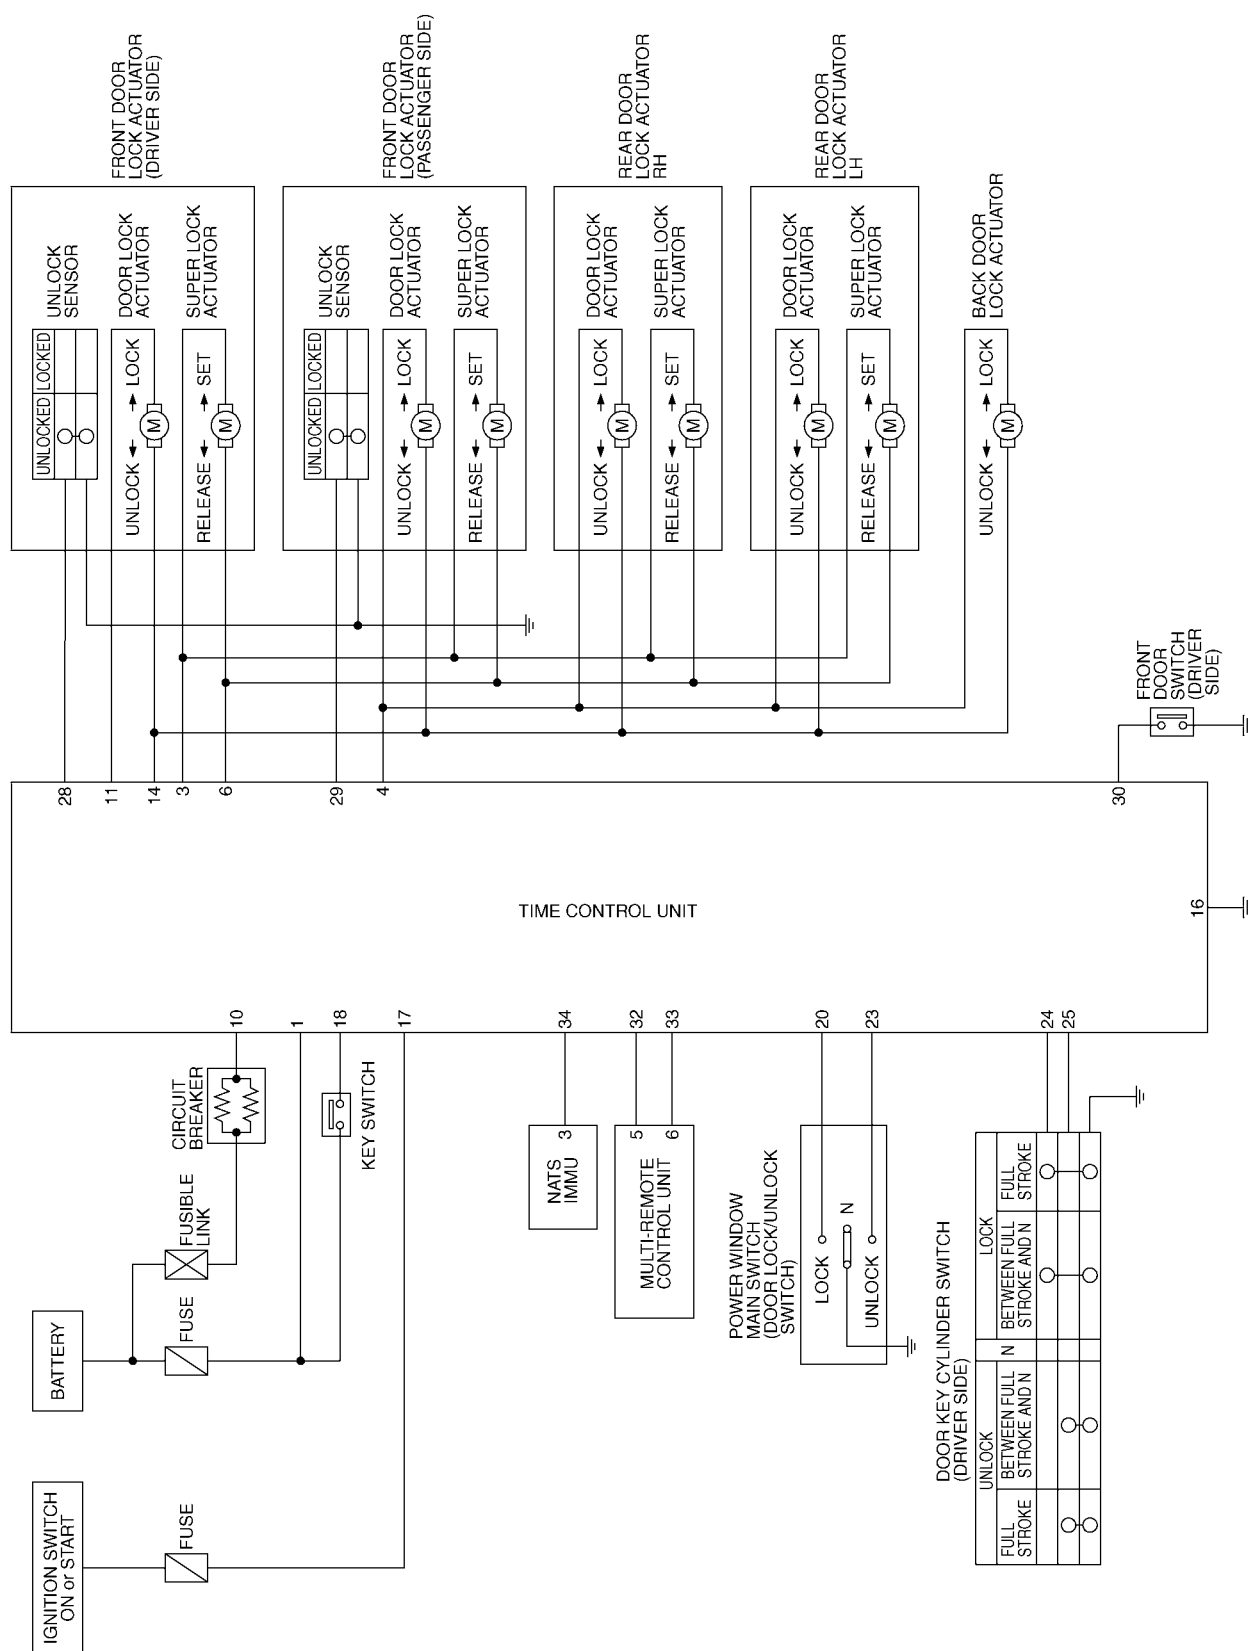 IGNITION SWITCH
ON or START
FUSE
BATTERY
FUSE
FUSIBLE
LINK
CIRCUIT
BREAKER
KEY SWITCH
10
1
18
17
NATS
IMMU
3
34
MULTI-REMOTE
CONTROL UNIT
5
6
32
33
POWER WINDOW
MAIN SWITCH
(DOOR LOCK/UNLOCK
SWITCH)
LOCK
N
UNLOCK
20
23
DOOR KEY CYLINDER SWITCH
(DRIVER SIDE)
UNLOCK
N
LOCK
FULL
STROKE
BETWEEN FULL
STROKE AND N
BETWEEN FULL
STROKE AND N
FULL
STROKE
24
25
TIME CONTROL UNIT
16
28
11
14
3
6
29
4
30
FRONT DOOR
LOCK ACTUATOR
(DRIVER SIDE)
UNLOCKED
LOCKED
UNLOCK
SENSOR
UNLOCK
LOCK
M
DOOR LOCK
ACTUATOR
RELEASE
SET
M
SUPER LOCK
ACTUATOR
FRONT DOOR
LOCK ACTUATOR
(PASSENGER SIDE)
UNLOCKED
LOCKED
UNLOCK
SENSOR
UNLOCK
LOCK
M
DOOR LOCK
ACTUATOR
RELEASE
SET
M
SUPER LOCK
ACTUATOR
REAR DOOR
LOCK ACTUATOR
RH
UNLOCK
LOCK
M
DOOR LOCK
ACTUATOR
RELEASE
SET
M
SUPER LOCK
ACTUATOR
REAR DOOR
LOCK ACTUATOR
LH
UNLOCK
LOCK
M
DOOR LOCK
ACTUATOR
RELEASE
SET
M
SUPER LOCK
ACTUATOR
BACK DOOR
LOCK ACTUATOR
UNLOCK
LOCK
M
FRONT
DOOR
SWITCH
(DRIVER
SIDE)